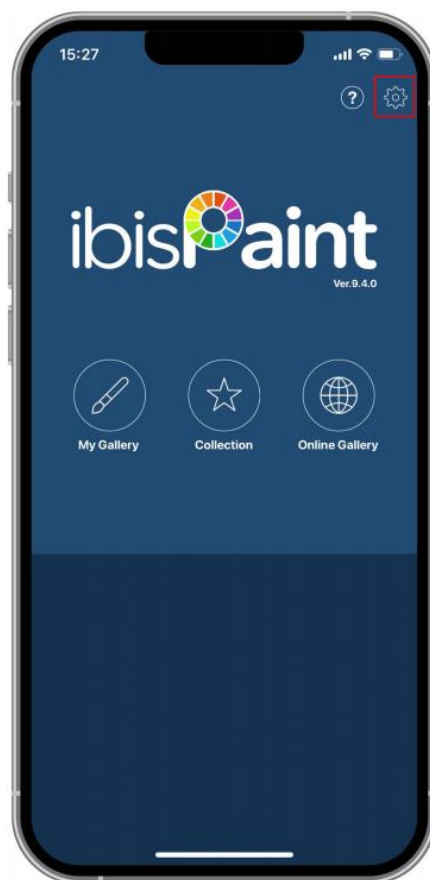 15:27
?
ibisPaint
Ver.9.4.0
My Gallery
Collection
Online Gallery